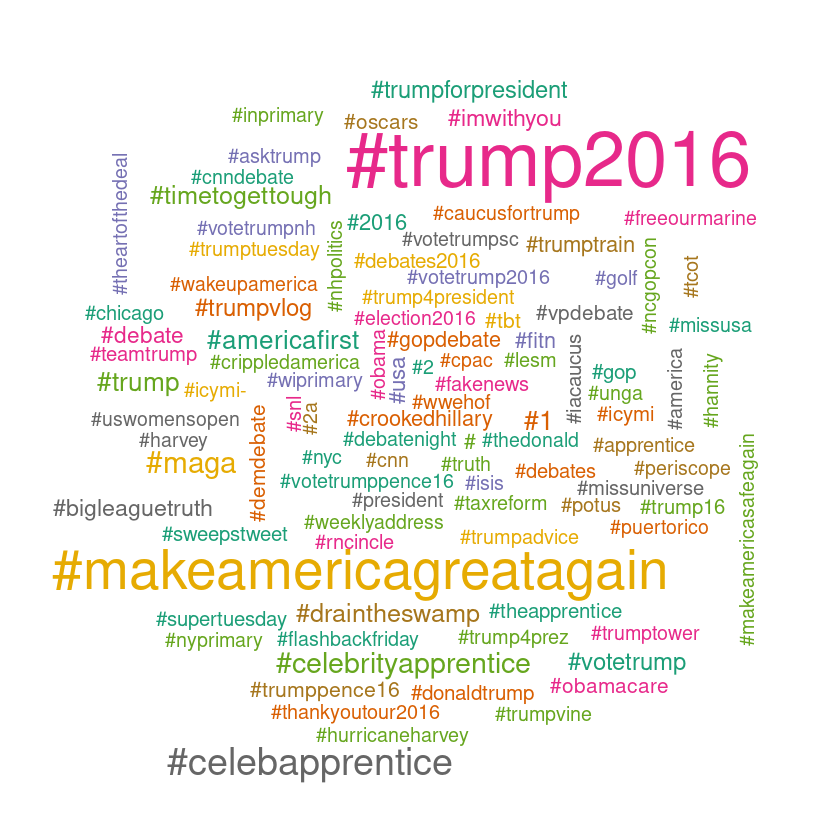 #trumpforpresident
#inprimary
#oscars
#imwithyou
#trump2016
#asktrump
#cnndebate
#theartofthedeal
#timetogettough
#caucusfortrump
#freeourmarine
#votetrumpnh
#2016
#votetrumpsc
#trumptrain
#trumptuesday
#nhpolitics
#debates2016
#ncgopcon
#tcot
#wakeupamerica
#votetrump2016
#golf
#trumpvlog
#trump4president
#chicago
#election2016
#tbt
#vpdebate
#missusa
#debate
#americafirst
#gopdebate
#fitn
#teamtrump
#crippledamerica
#obama
#usa
#2
#cpac
#lesm
#iacaucus
#gop
#america
#hannity
#trump
#icymi-
#wiprimary
#fakenews
#unga
#uswomensopen
#snl
#2a
#wwehof
#crookedhillary
#1
#icymi
#harvey
#demdebate
#debatenight
#
#thedonald
#apprentice
#maga
#nyc
#cnn
#truth
#debates
#periscope
#makeamericasafeagain
#votetrumppence16
#isis
#missuniverse
#bigleaguetruth
#president
#taxreform
#potus
#trump16
#weeklyaddress
#puertorico
#sweepstweet
#rncincle
#trumpadvice
#makeamericagreatagain
#supertuesday
#draintheswamp
#theapprentice
#nyprimary
#flashbackfriday
#trump4prez
#trumptower
#celebrityapprentice
#votetrump
#trumppence16
#donaldtrump
#obamacare
#thankyoutour2016
#trumpvine
#hurricaneharvey
#celebapprentice